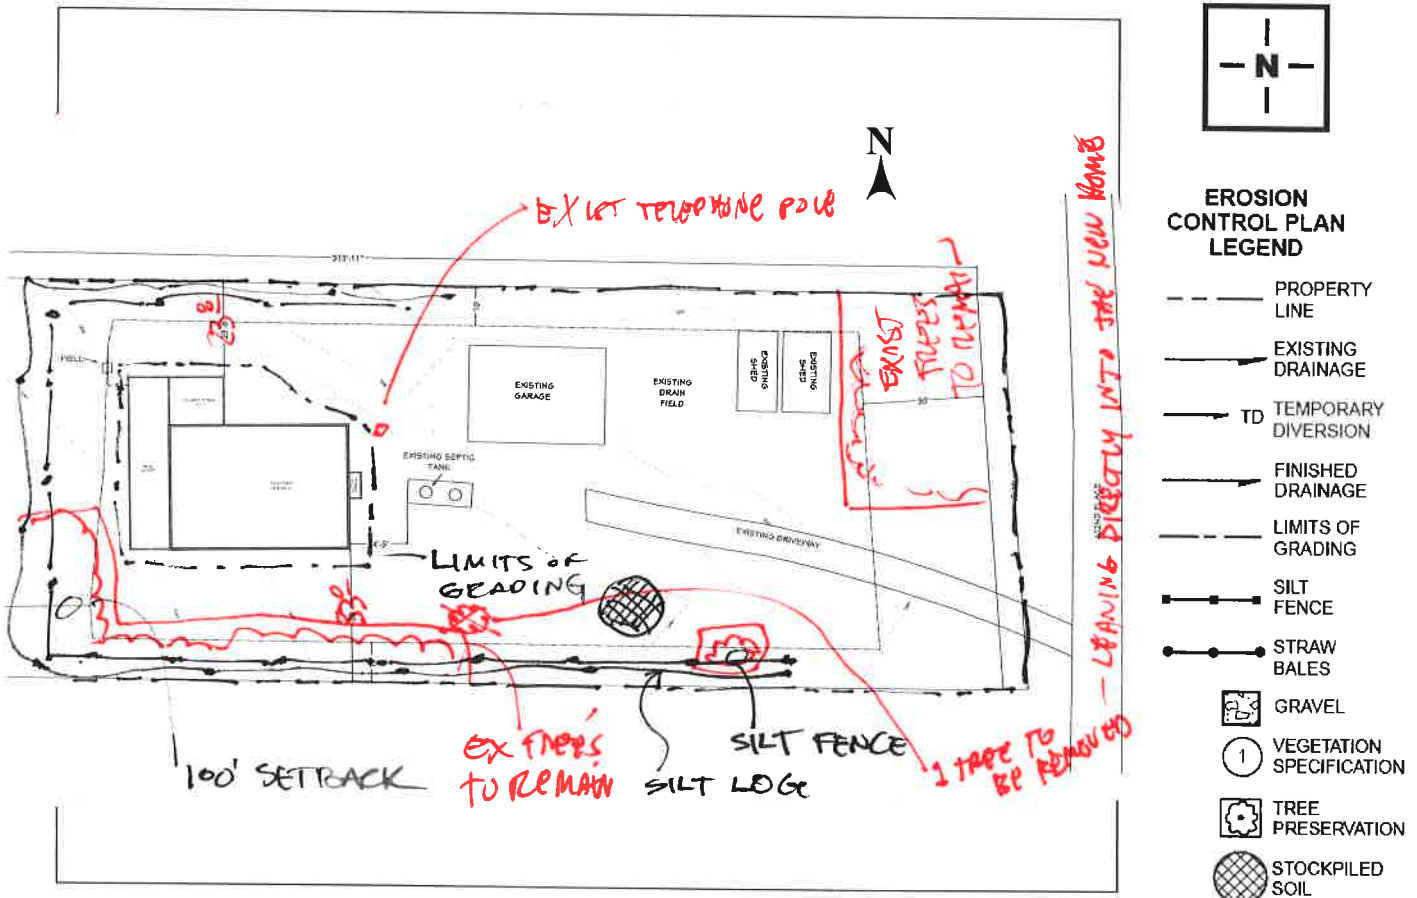 N
N
EROSION
CONTROL PLAN
LEGEND
PROPERTY
LINE
EXISTING
DRAINAGE
TD TEMPORARY
DIVERSION
FINISHED
DRAINAGE
LIMITS OF
GRADING
SILT
FENCE
STRAW
BALES
GRAVEL
1
VEGETATION
SPECIFICATION
TREE
PRESERVATION
STOCKPILED
SOIL
EXIST TELEPHONE POLE
WELL
EXISTING
GARAGE
EXISTING
DRAIN
FIELD
EXISTING
SHED
EXISTING
SHED
EXIST
TREES
TO REMAIN
EXISTING SEPTIC
TANK
EXISTING DRIVEWAY
LIMITS OF
GRADING
100' SETBACK
EX TREES
TO REMAIN
SILT LOG
SILT FENCE
1 TREE TO
BE REMOVED — LEANING DIRECTLY INTO THE NEW HOME